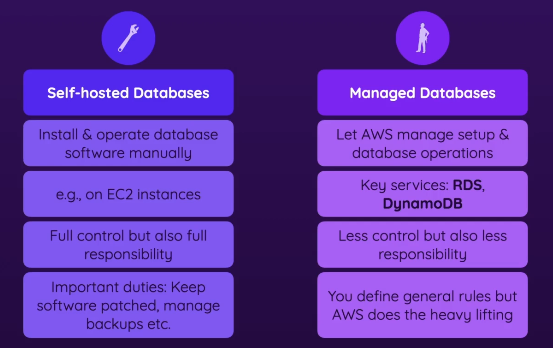 Self-hosted Databases
Install & operate database
software manually
e.g., on EC2 instances
Full control but also full
responsibility
Important duties: Keep
software patched, manage
backups etc.
Managed Databases
Let AWS manage setup &
database operations
Key services: RDS,
DynamoDB
Less control but also less
responsibility
You define general rules but
AWS does the heavy lifting